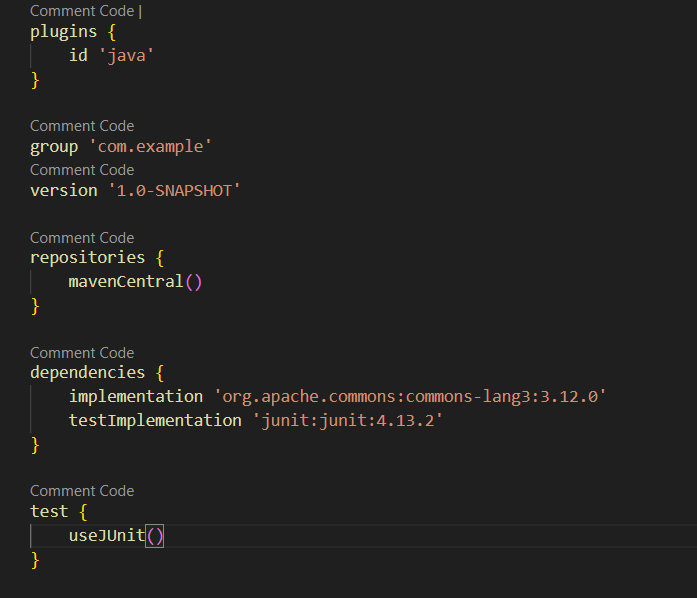 Comment Code |
plugins {
    id 'java'
}
Comment Code
group 'com.example'
Comment Code
version '1.0-SNAPSHOT'
Comment Code
repositories {
    mavenCentral()
}
Comment Code
dependencies {
    implementation 'org.apache.commons:commons-lang3:3.12.0'
    testImplementation 'junit:junit:4.13.2'
}
Comment Code
test {
    useJUnit()
}